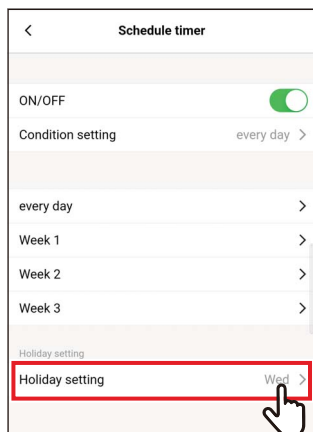 Schedule timer
ON/OFF
Condition setting every day
every day
Week 1
Week 2
Week 3
Holiday setting
Holiday setting Wed